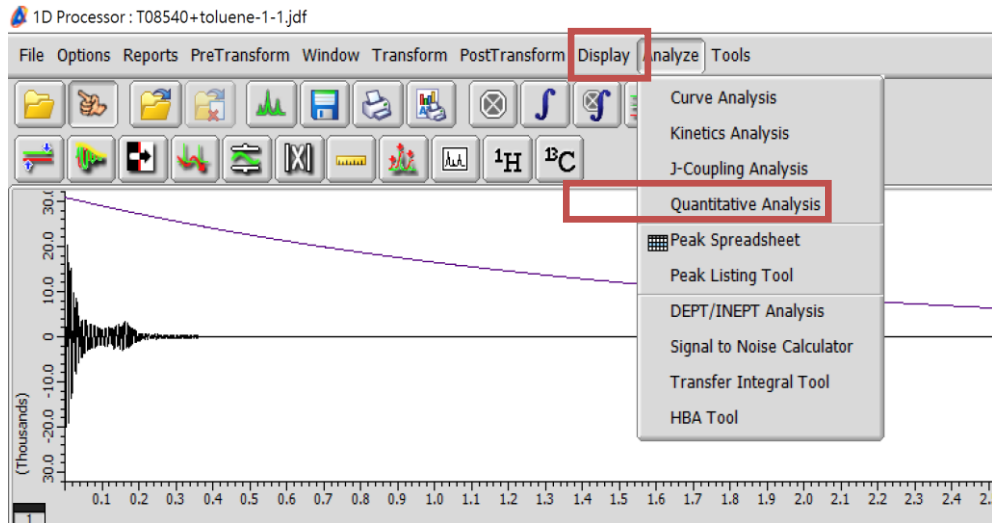 1D Processor : T08540+toluene-1-1.jdf
File Options Reports PreTransform Window Transform PostTransform Display Analyze Tools
Curve Analysis
Kinetics Analysis
J-Coupling Analysis
Quantitative Analysis
Peak Spreadsheet
Peak Listing Tool
DEPT/INEPT Analysis
Signal to Noise Calculator
Transfer Integral Tool
HBA Tool
¹H ¹³C
30.0
20.0
10.0
0
-10.0
-20.0
30.0
(Thousands)
0.1 0.2 0.3 0.4 0.5 0.6 0.7 0.8 0.9 1.0 1.1 1.2 1.3 1.4 1.5 1.6 1.7 1.8 1.9 2.0 2.1 2.2 2.3 2.4 2.
1